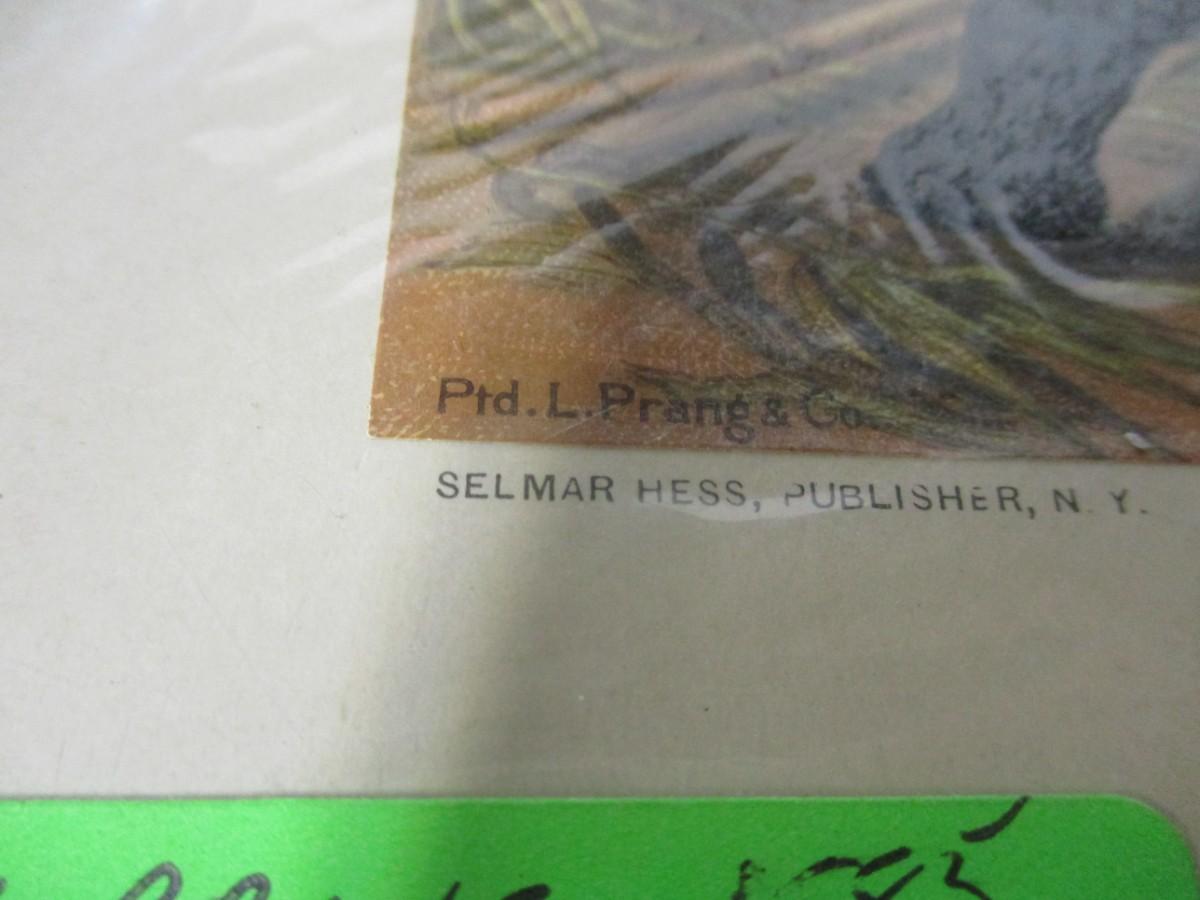 Ptd. L. Prang & Co.
SELMAR HESS, PUBLISHER, N. Y.